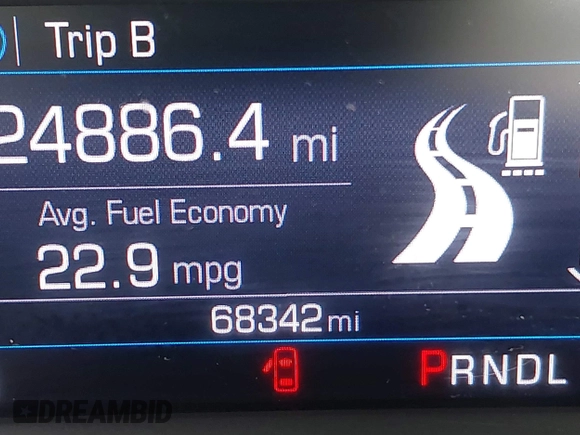 Trip B
24886.4 mi
Avg. Fuel Economy
22.9 mpg
68342 mi
PRNDL
DREAMBID